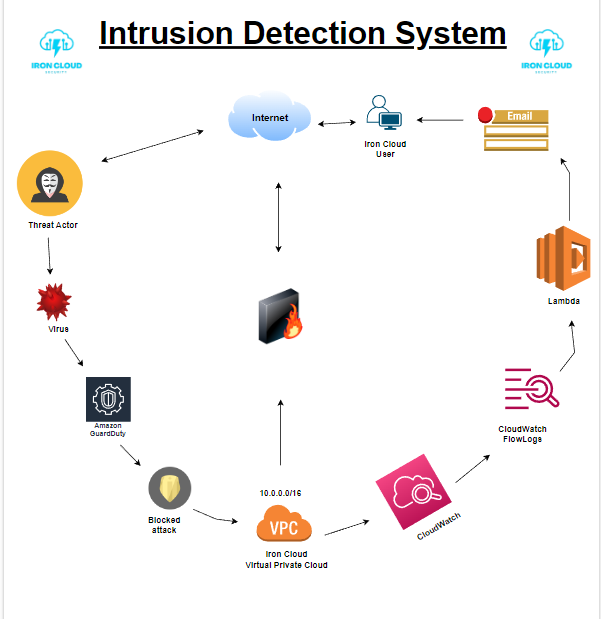 Intrusion Detection System
IRON CLOUD
SECURITY
IRON CLOUD
SECURITY
Internet
Email
Iron Cloud
User
Threat Actor
Lambda
Virus
Amazon
GuardDuty
CloudWatch
FlowLogs
10.0.0.0/16
Blocked
attack
VPC
CloudWatch
Iron Cloud
Virtual Private Cloud